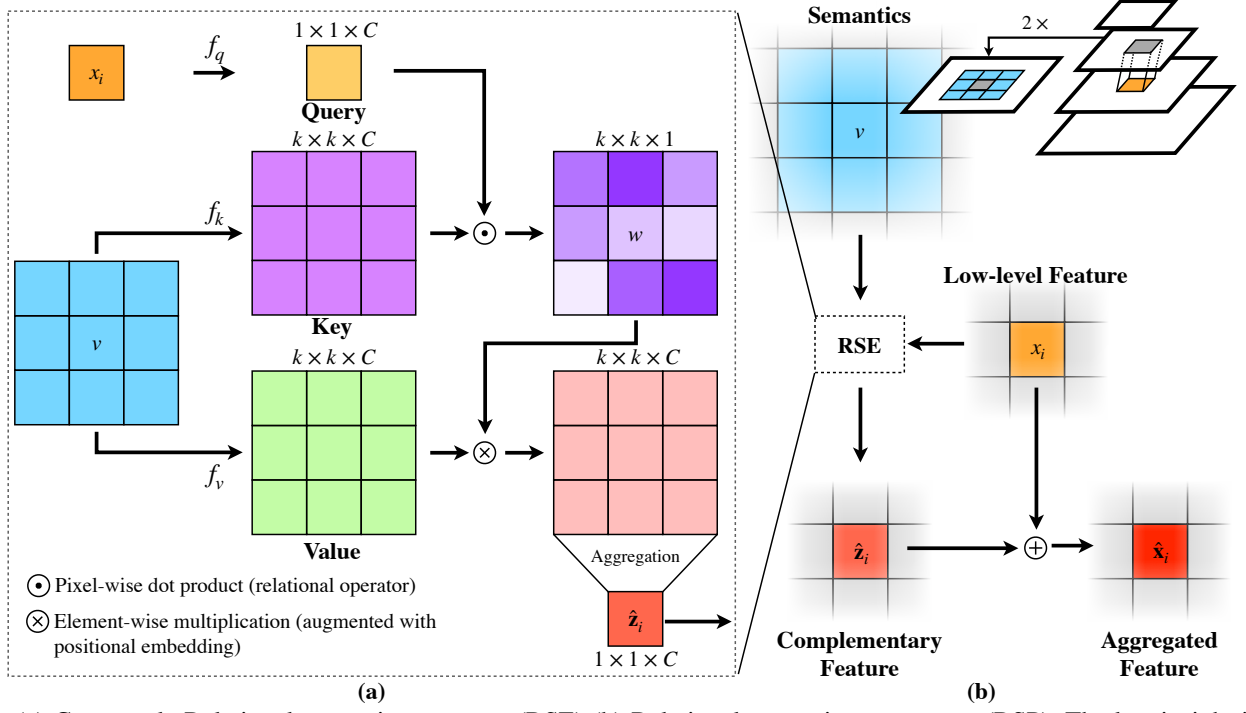 x_i
f_q
1 × 1 × C
Query
k × k × C
f_k
Key
k × k × 1
w
v
k × k × C
f_v
Value
k × k × C
Aggregation
ẑ_i
1 × 1 × C
⊙ Pixel-wise dot product (relational operator)
⊗ Element-wise multiplication (augmented with
positional embedding)
(a)
Semantics
2 ×
v
Low-level Feature
RSE
x_i
ẑ_i
x̂_i
Complementary
Feature
Aggregated
Feature
(b)